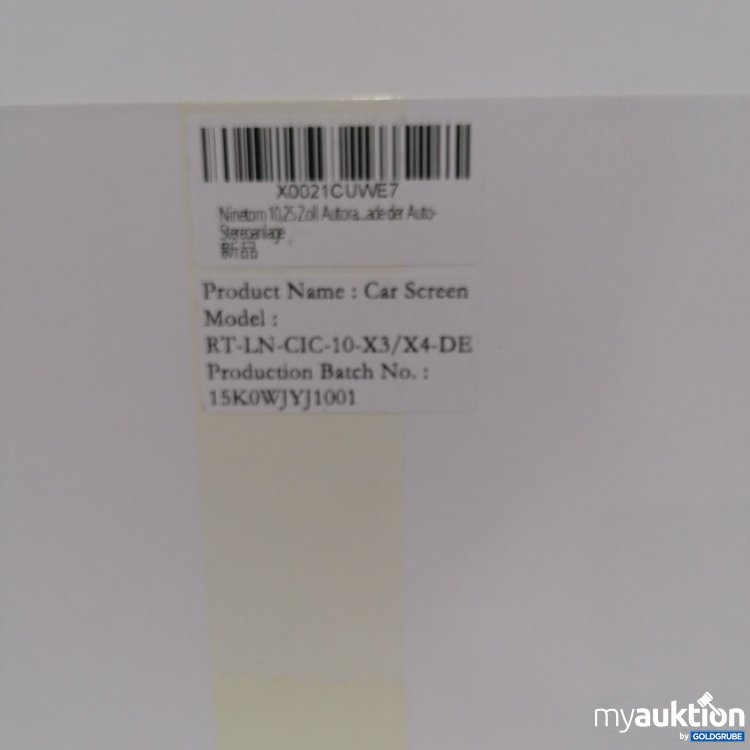 X0021CUWE7
Ninetom 10,25 Zoll Autora...ade der Auto-
Stereoanlage
新品
Product Name : Car Screen
Model :
RT-LN-CIC-10-X3/X4-DE
Production Batch No. :
15K0WJYJ1001
myauktion
by GOLDGRUBE